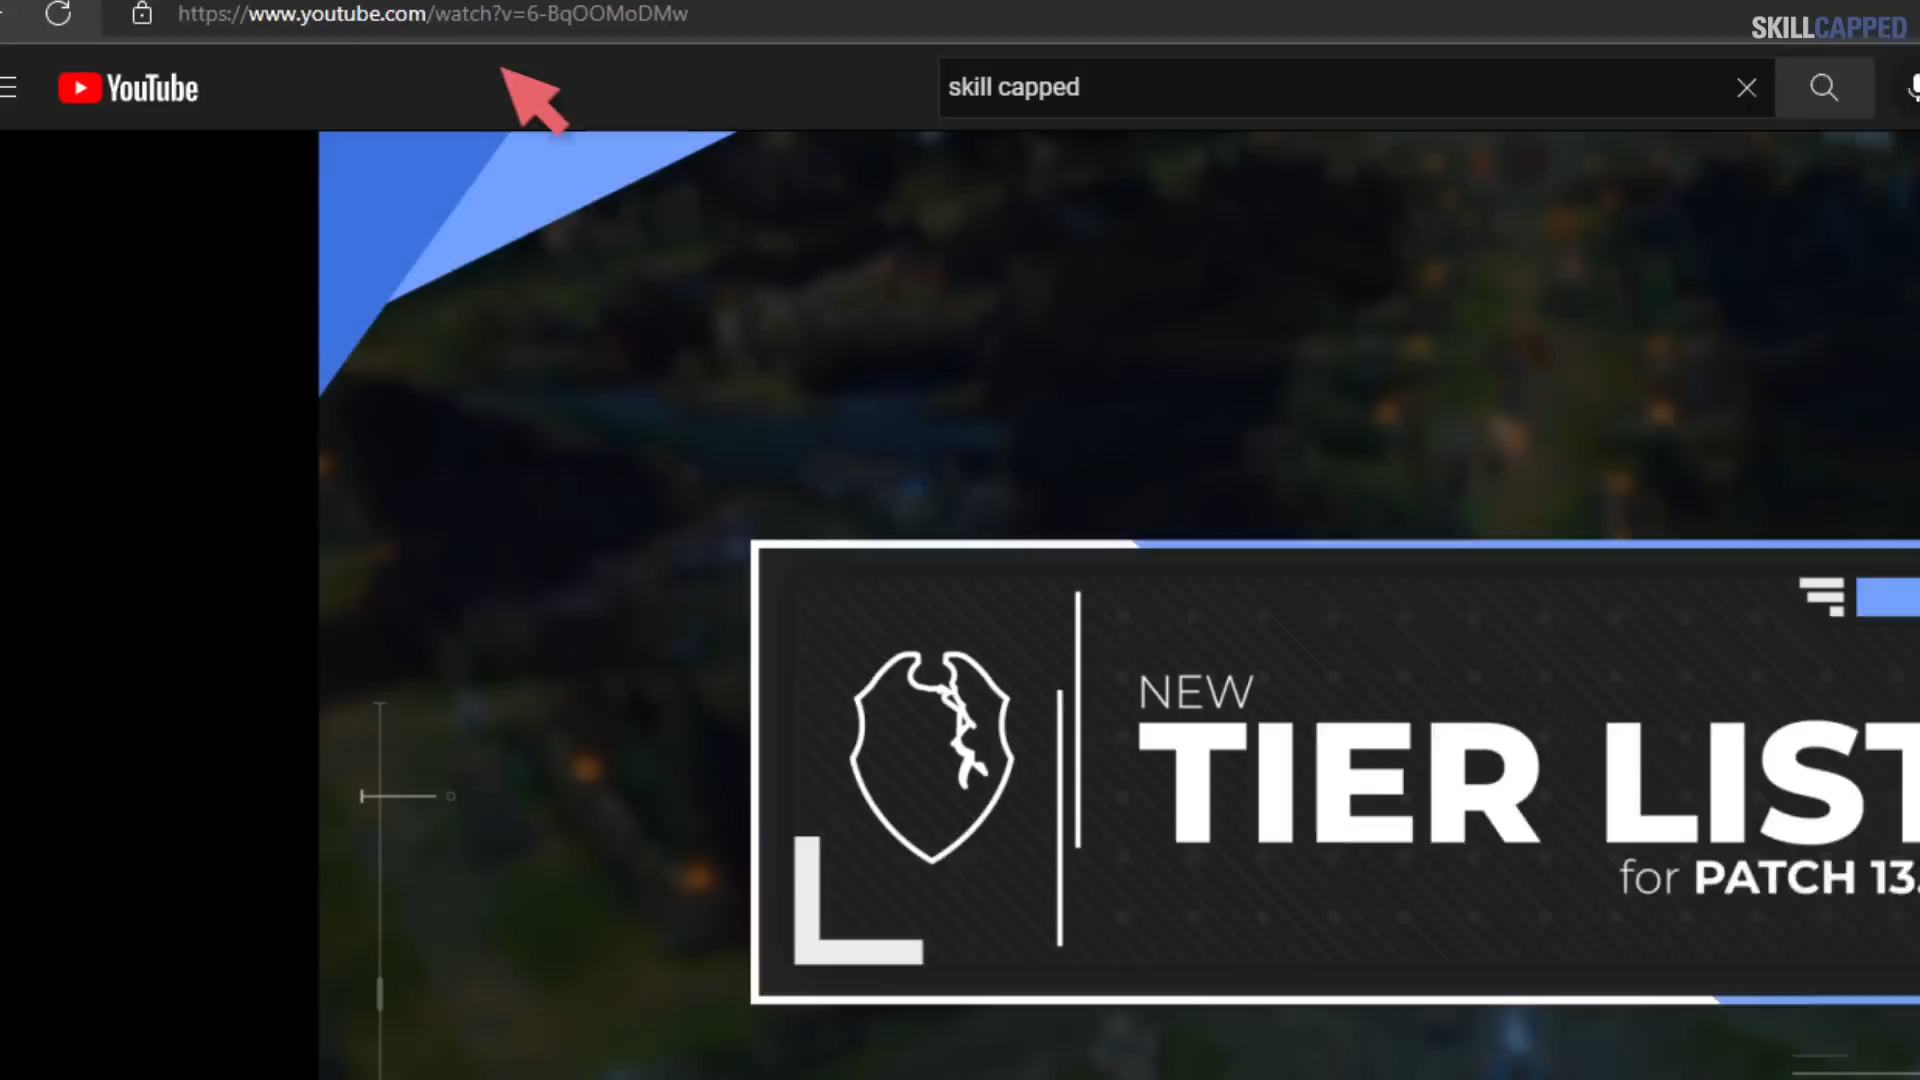 https://www.youtube.com/watch?v=6-BqOOMoDMw
SKILLCAPPED
YouTube
skill capped
NEW
TIER LIST
for PATCH 13.